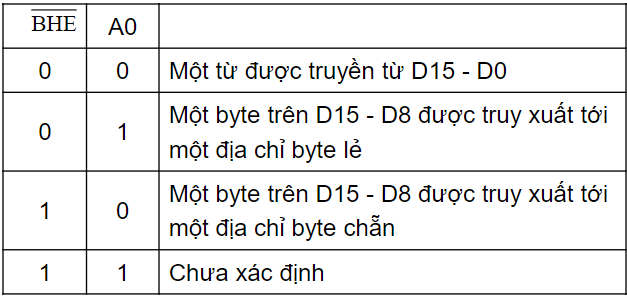 BHE A0
0 0 Một từ được truyền từ D15 - D0
0 1 Một byte trên D15 - D8 được truy xuất tới
một địa chỉ byte lẻ
1 0 Một byte trên D15 - D8 được truy xuất tới
một địa chỉ byte chẵn
1 1 Chưa xác định